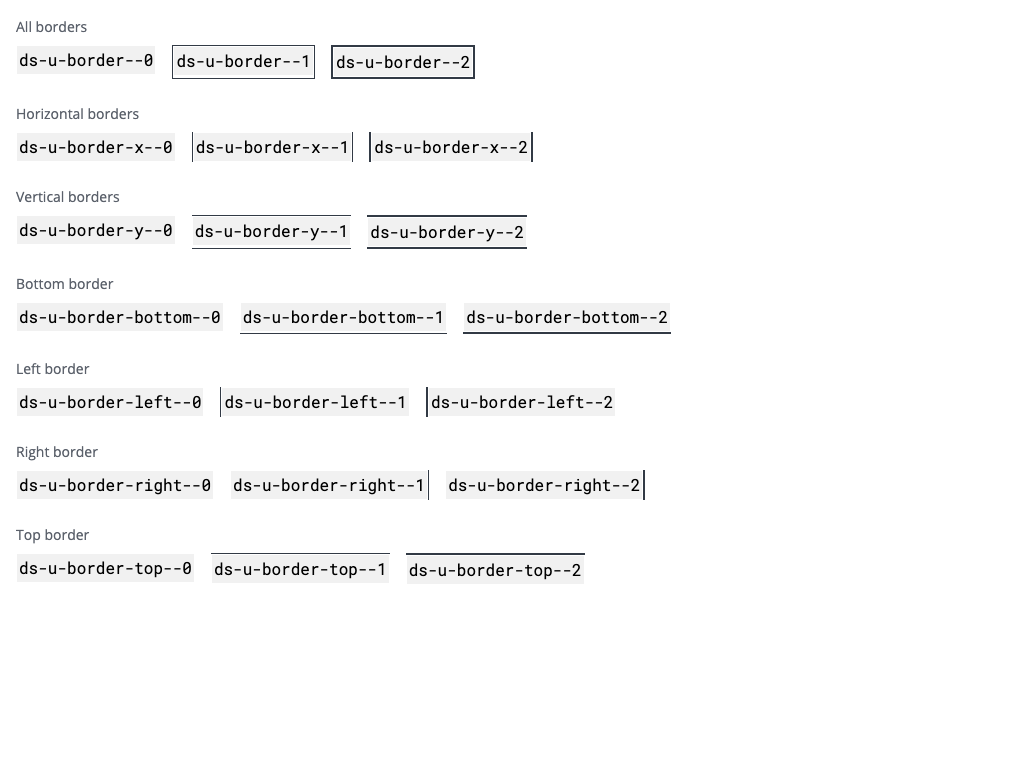 All borders
ds-u-border--0 ds-u-border--1 ds-u-border--2
Horizontal borders
ds-u-border-x--0 ds-u-border-x--1 ds-u-border-x--2
Vertical borders
ds-u-border-y--0 ds-u-border-y--1 ds-u-border-y--2
Bottom border
ds-u-border-bottom--0 ds-u-border-bottom--1 ds-u-border-bottom--2
Left border
ds-u-border-left--0 ds-u-border-left--1 ds-u-border-left--2
Right border
ds-u-border-right--0 ds-u-border-right--1 ds-u-border-right--2
Top border
ds-u-border-top--0 ds-u-border-top--1 ds-u-border-top--2